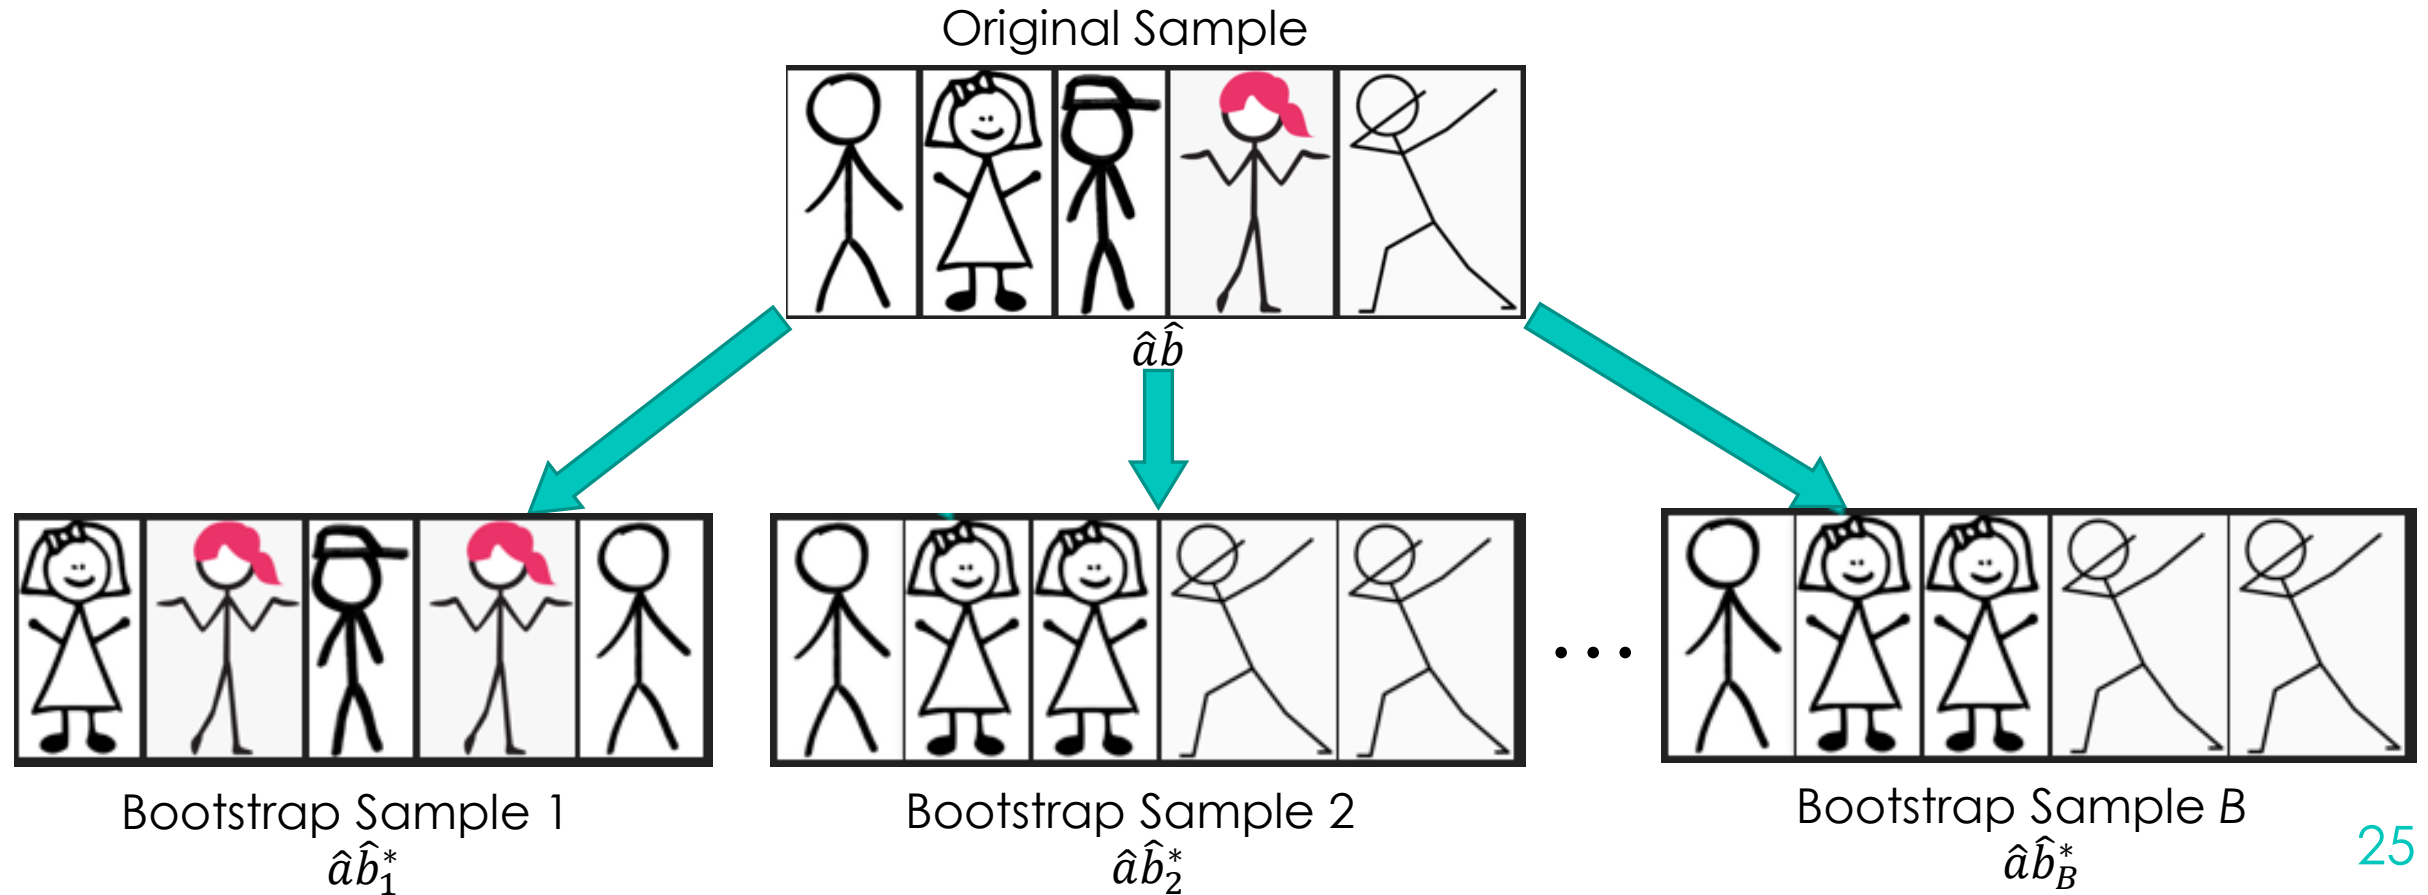 Original Sample
âb̂
. . .
Bootstrap Sample 1
âb̂₁*
Bootstrap Sample 2
âb̂₂*
Bootstrap Sample B
âb̂_B*
25